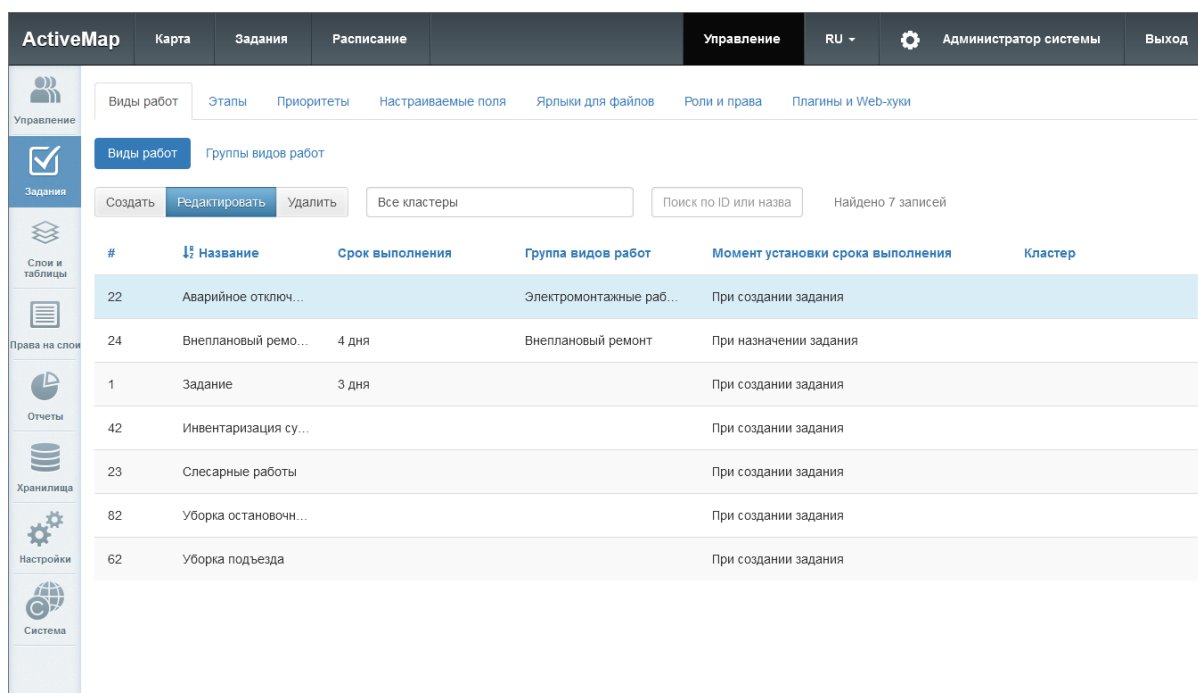 ActiveMap Карта Задания Расписание Управление RU Администратор системы Выход
Управление
Задания
Слои и
таблицы
Права на слои
Отчеты
Хранилища
Настройки
Система
Виды работ Этапы Приоритеты Настраиваемые поля Ярлыки для файлов Роли и права Плагины и Web-хуки
Виды работ Группы видов работ
Создать Редактировать Удалить Все кластеры Поиск по ID или назва Найдено 7 записей
# Название Срок выполнения Группа видов работ Момент установки срока выполнения Кластер
22 Аварийное отключ... Электромонтажные раб... При создании задания
24 Внеплановый ремо... 4 дня Внеплановый ремонт При назначении задания
1 Задание 3 дня При создании задания
42 Инвентаризация су... При создании задания
23 Слесарные работы При создании задания
82 Уборка остановочн... При создании задания
62 Уборка подъезда При создании задания